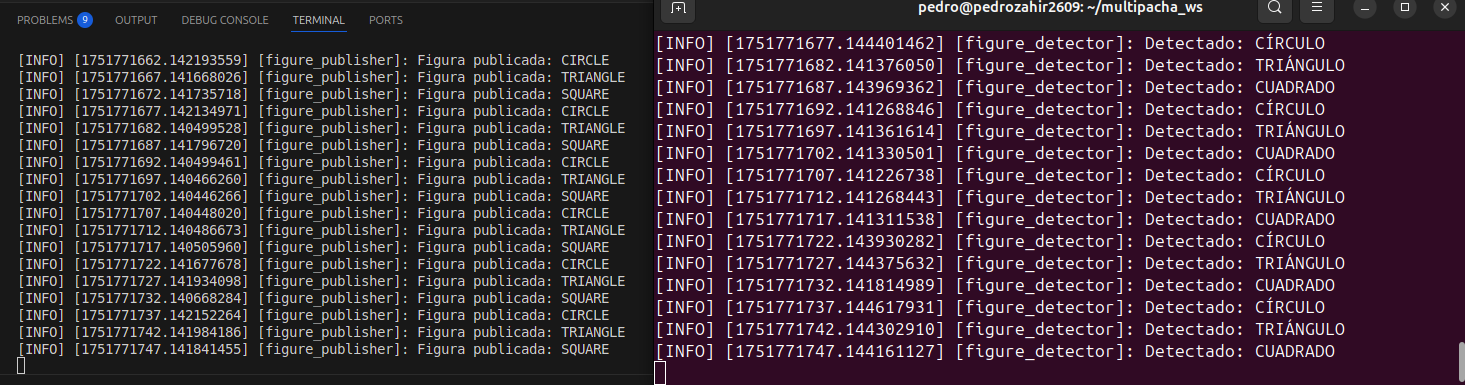 PROBLEMS 9 OUTPUT DEBUG CONSOLE TERMINAL PORTS
[INFO] [1751771662.142193559] [figure_publisher]: Figura publicada: CIRCLE
[INFO] [1751771667.141668026] [figure_publisher]: Figura publicada: TRIANGLE
[INFO] [1751771672.141735718] [figure_publisher]: Figura publicada: SQUARE
[INFO] [1751771677.142134971] [figure_publisher]: Figura publicada: CIRCLE
[INFO] [1751771682.140499528] [figure_publisher]: Figura publicada: TRIANGLE
[INFO] [1751771687.141796720] [figure_publisher]: Figura publicada: SQUARE
[INFO] [1751771692.140499461] [figure_publisher]: Figura publicada: CIRCLE
[INFO] [1751771697.140466260] [figure_publisher]: Figura publicada: TRIANGLE
[INFO] [1751771702.140446266] [figure_publisher]: Figura publicada: SQUARE
[INFO] [1751771707.140448020] [figure_publisher]: Figura publicada: CIRCLE
[INFO] [1751771712.140486673] [figure_publisher]: Figura publicada: TRIANGLE
[INFO] [1751771717.140505960] [figure_publisher]: Figura publicada: SQUARE
[INFO] [1751771722.141677678] [figure_publisher]: Figura publicada: CIRCLE
[INFO] [1751771727.141934098] [figure_publisher]: Figura publicada: TRIANGLE
[INFO] [1751771732.140668284] [figure_publisher]: Figura publicada: SQUARE
[INFO] [1751771737.142152264] [figure_publisher]: Figura publicada: CIRCLE
[INFO] [1751771742.141984186] [figure_publisher]: Figura publicada: TRIANGLE
[INFO] [1751771747.141841455] [figure_publisher]: Figura publicada: SQUARE
pedro@pedrozahir2609: ~/multipacha_ws
[INFO] [1751771677.144401462] [figure_detector]: Detectado: CÍRCULO
[INFO] [1751771682.141376050] [figure_detector]: Detectado: TRIÁNGULO
[INFO] [1751771687.143969362] [figure_detector]: Detectado: CUADRADO
[INFO] [1751771692.141268846] [figure_detector]: Detectado: CÍRCULO
[INFO] [1751771697.141361614] [figure_detector]: Detectado: TRIÁNGULO
[INFO] [1751771702.141330501] [figure_detector]: Detectado: CUADRADO
[INFO] [1751771707.141226738] [figure_detector]: Detectado: CÍRCULO
[INFO] [1751771712.141268443] [figure_detector]: Detectado: TRIÁNGULO
[INFO] [1751771717.141311538] [figure_detector]: Detectado: CUADRADO
[INFO] [1751771722.143930282] [figure_detector]: Detectado: CÍRCULO
[INFO] [1751771727.144375632] [figure_detector]: Detectado: TRIÁNGULO
[INFO] [1751771732.141814989] [figure_detector]: Detectado: CUADRADO
[INFO] [1751771737.144617931] [figure_detector]: Detectado: CÍRCULO
[INFO] [1751771742.144302910] [figure_detector]: Detectado: TRIÁNGULO
[INFO] [1751771747.144161127] [figure_detector]: Detectado: CUADRADO